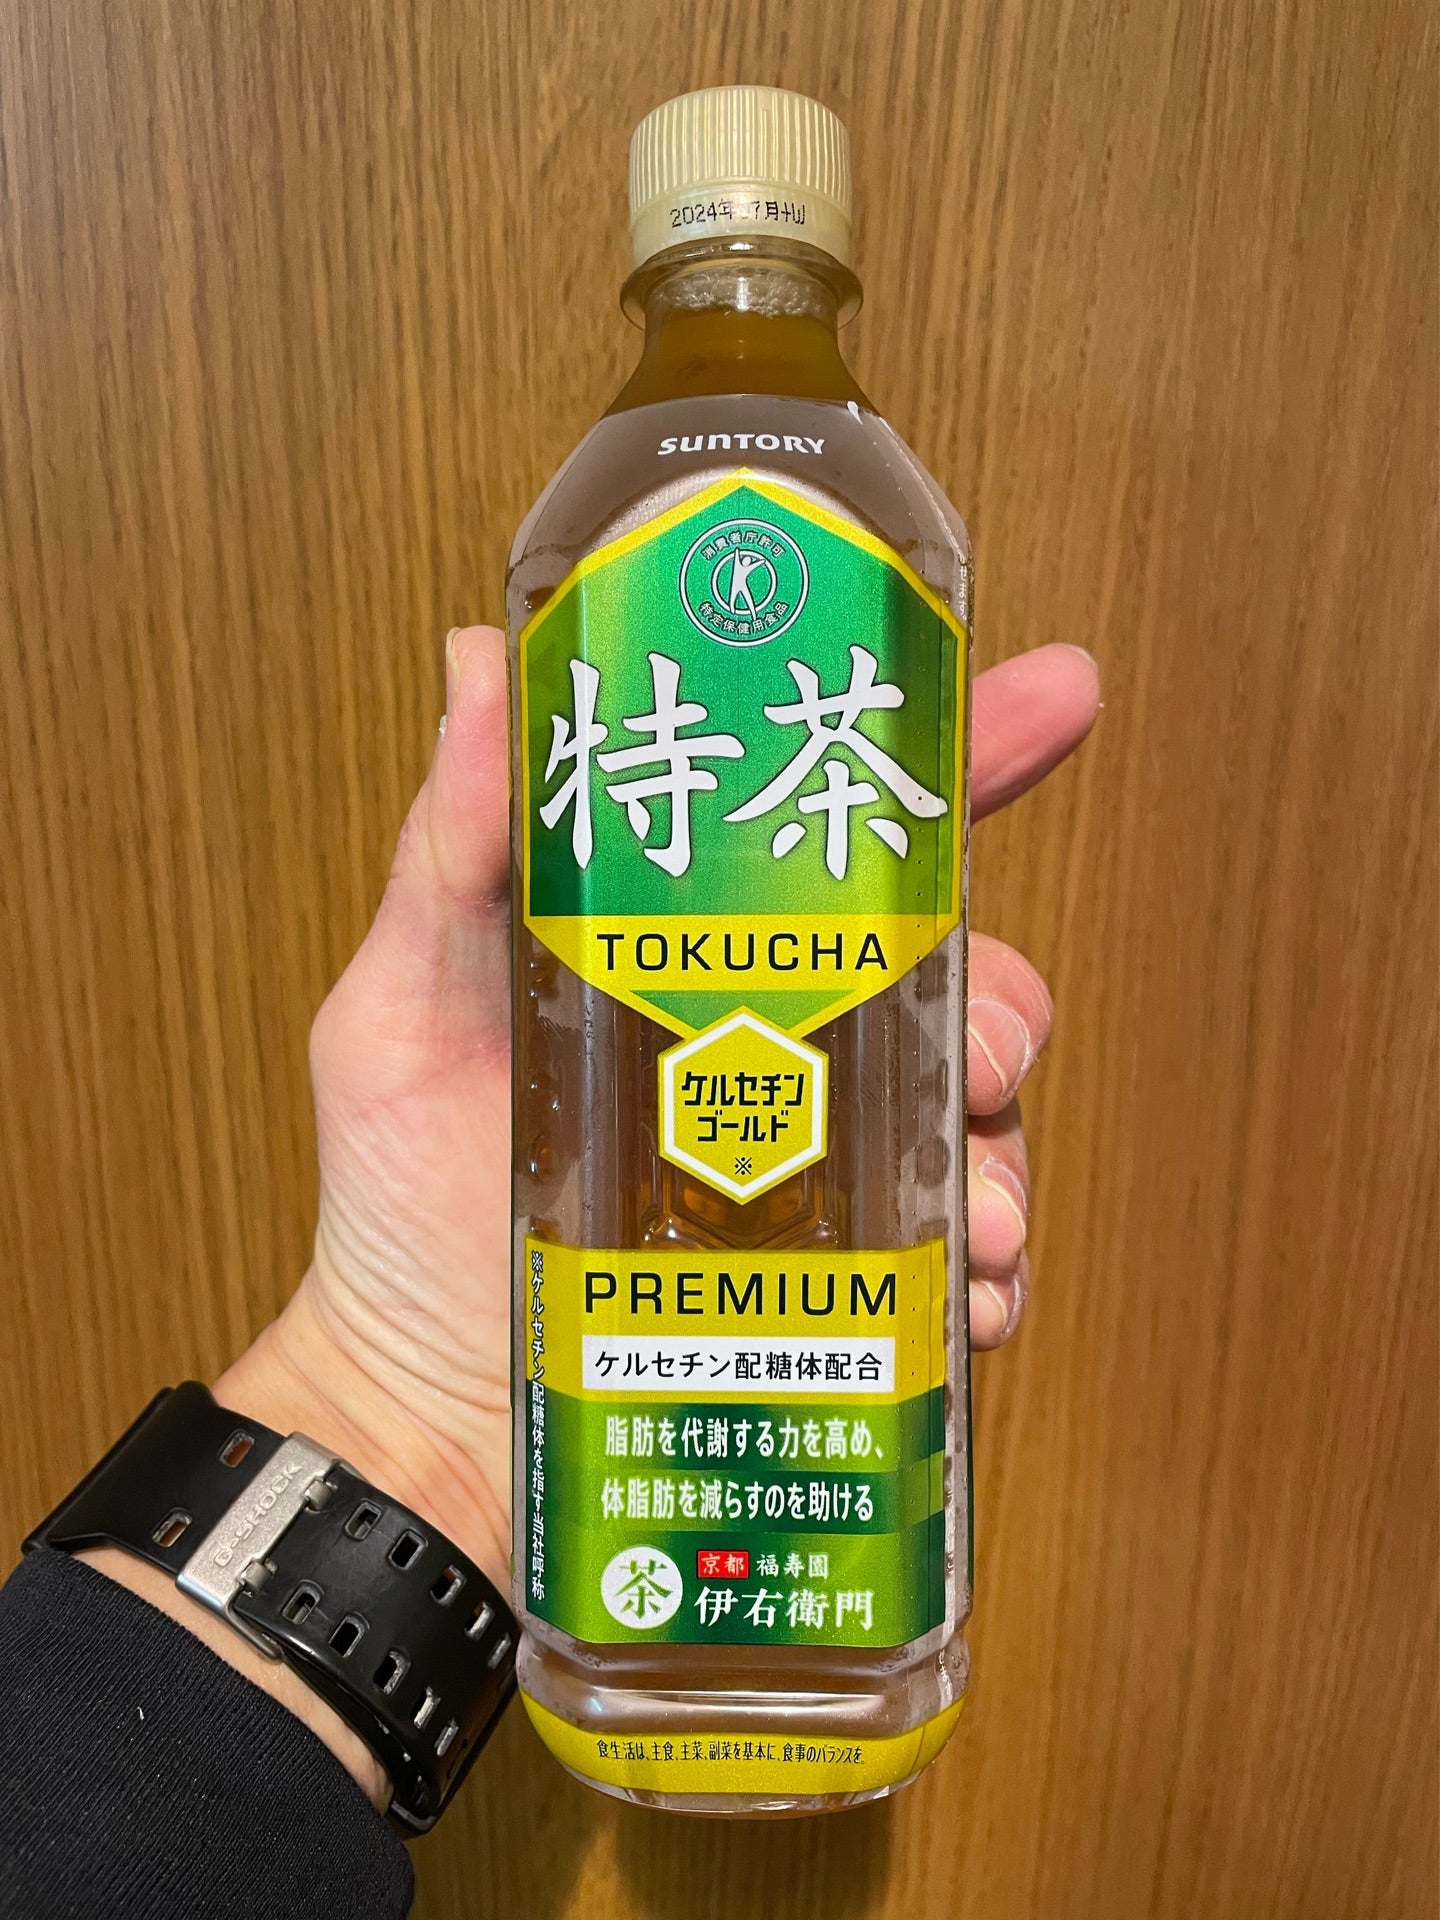 2024年07月+W
SUNTORY
消費者庁許可
特定保健用食品
特茶
TOKUCHA
ケルセチン
ゴールド
※
PREMIUM
ケルセチン配糖体配合
脂肪を代謝する力を高め、
体脂肪を減らすのを助ける
茶
京都 福寿園
伊右衛門
※ケルセチン配糖体を指す当社呼称
食生活は、主食、主菜、副菜を基本に、食事のバランスを。
G-SHOCK